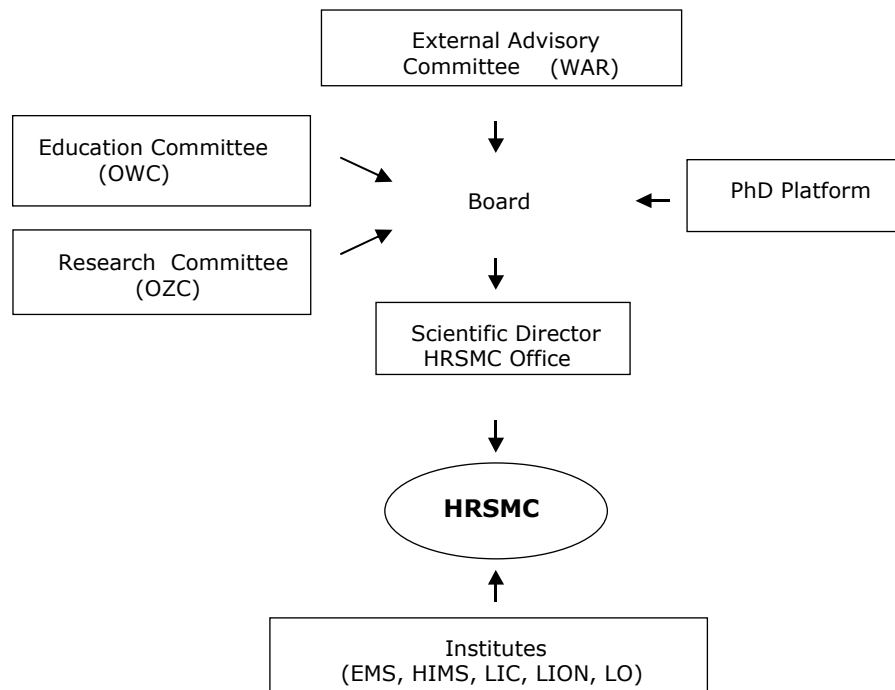 External Advisory
Committee (WAR)
Education Committee
(OWC)
Board
PhD Platform
Research Committee
(OZC)
Scientific Director
HRSMC Office
HRSMC
Institutes
(EMS, HIMS, LIC, LION, LO)